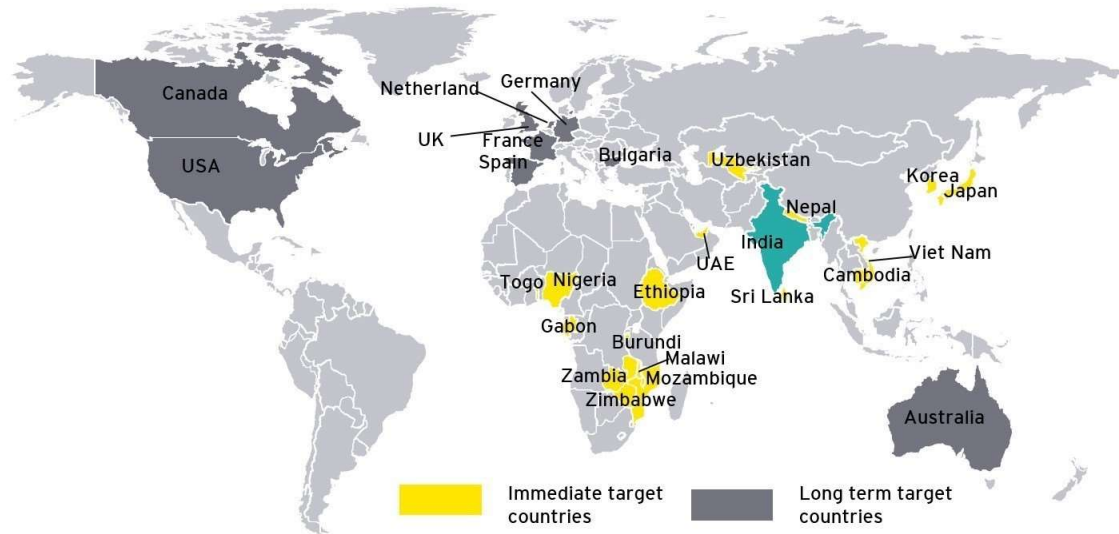 Canada
USA
Netherland
Germany
UK
France
Spain
Bulgaria
Uzbekistan
Korea
Japan
Nepal
India
UAE
Viet Nam
Cambodia
Sri Lanka
Togo
Nigeria
Ethiopia
Gabon
Burundi
Malawi
Zambia
Mozambique
Zimbabwe
Australia
Immediate target
countries
Long term target
countries